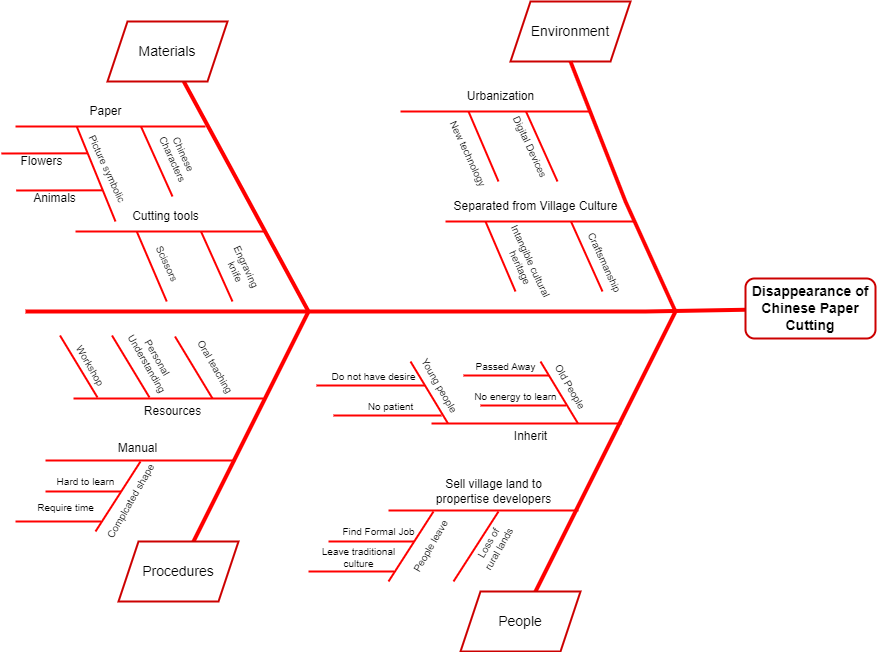 Materials
Environment
Paper
Chinese
Characters
Picture symbolic
Flowers
Animals
Cutting tools
Scissors
Engraving
knife
Urbanization
New technology
Digital Devices
Separated from Village Culture
Intangible cultural
heritage
Craftsmanship
Disappearance of
Chinese Paper
Cutting
Workshop
Personal
Understanding
Oral teaching
Resources
Manual
Hard to learn
Require time
Complcated shape
Procedures
Young people
Do not have desire
No patient
Passed Away
No energy to learn
Old People
Inherit
Sell village land to
propertise developers
Find Formal Job
Leave traditional
culture
People leave
Loss of
rural lands
People